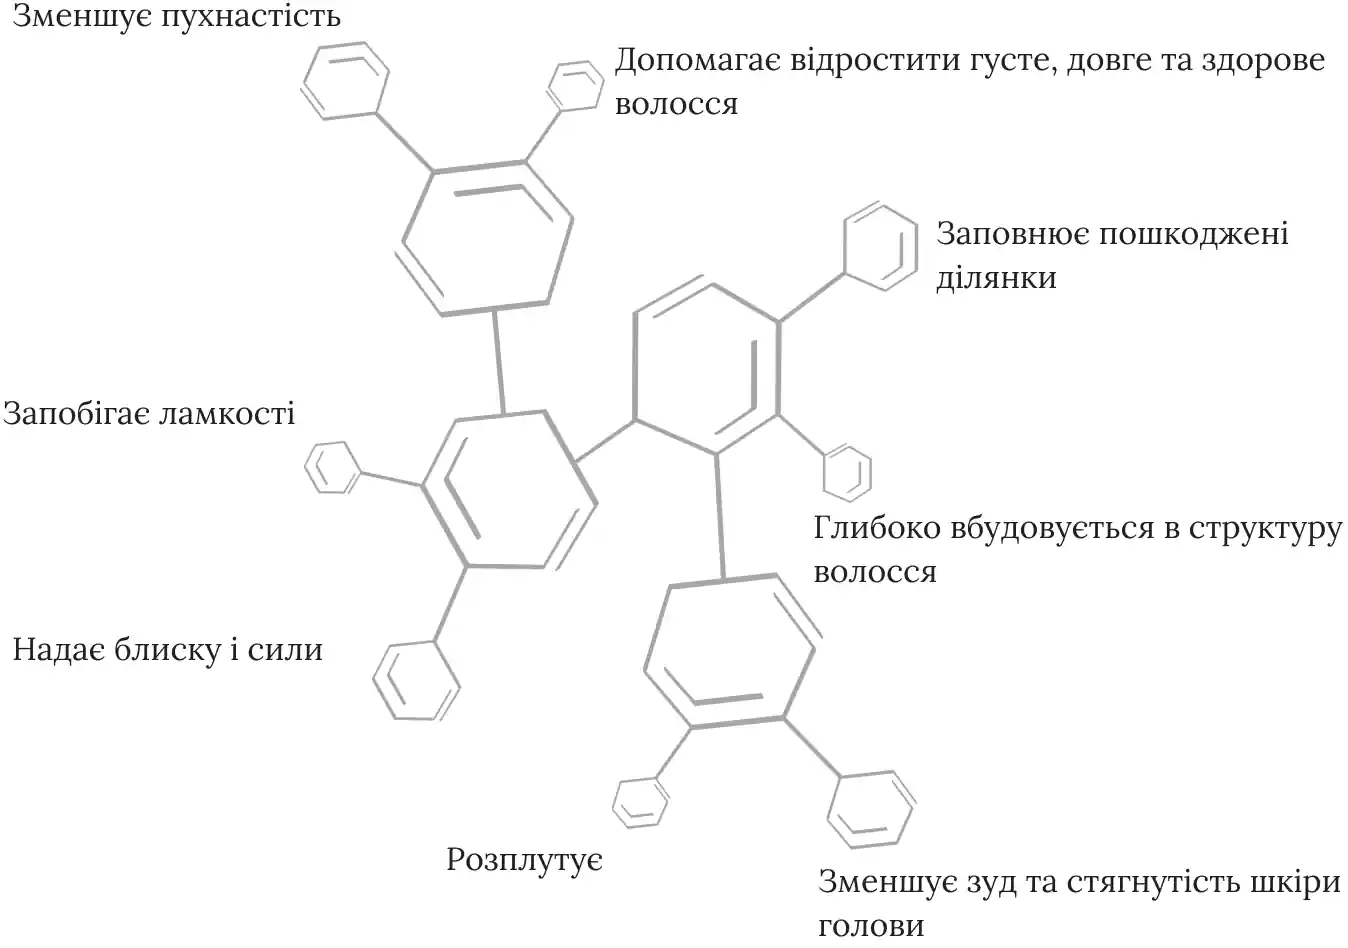 Зменшує пухнастість
Допомагає відростити густе, довге та здорове
волосся
Заповнює пошкоджені
ділянки
Запобігає ламкості
Глибоко вбудовується в структуру
волосся
Надає блиску і сили
Розплутує
Зменшує зуд та стягнутість шкіри
голови